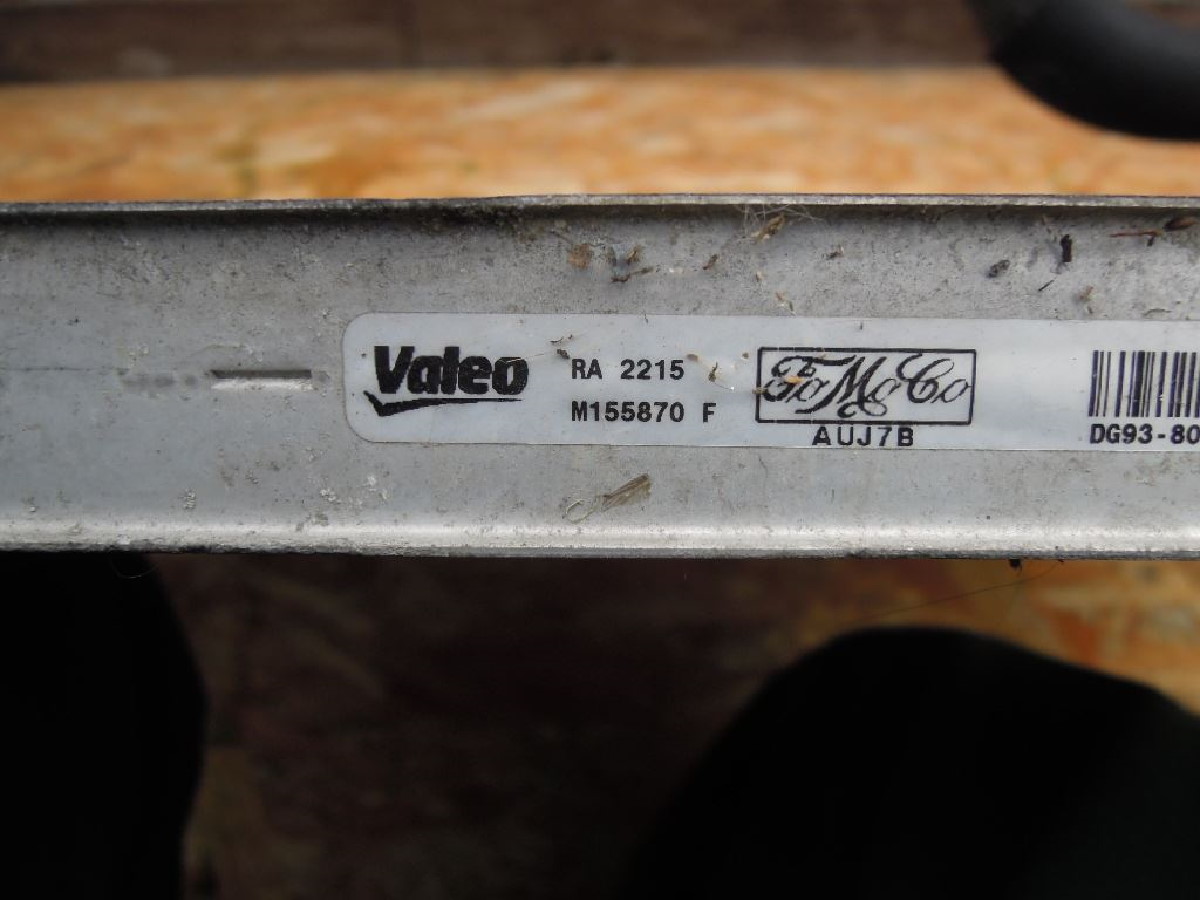 Valeo
RA 2215
M155870 F
FoMoCo
AUJ7B
DG93-80